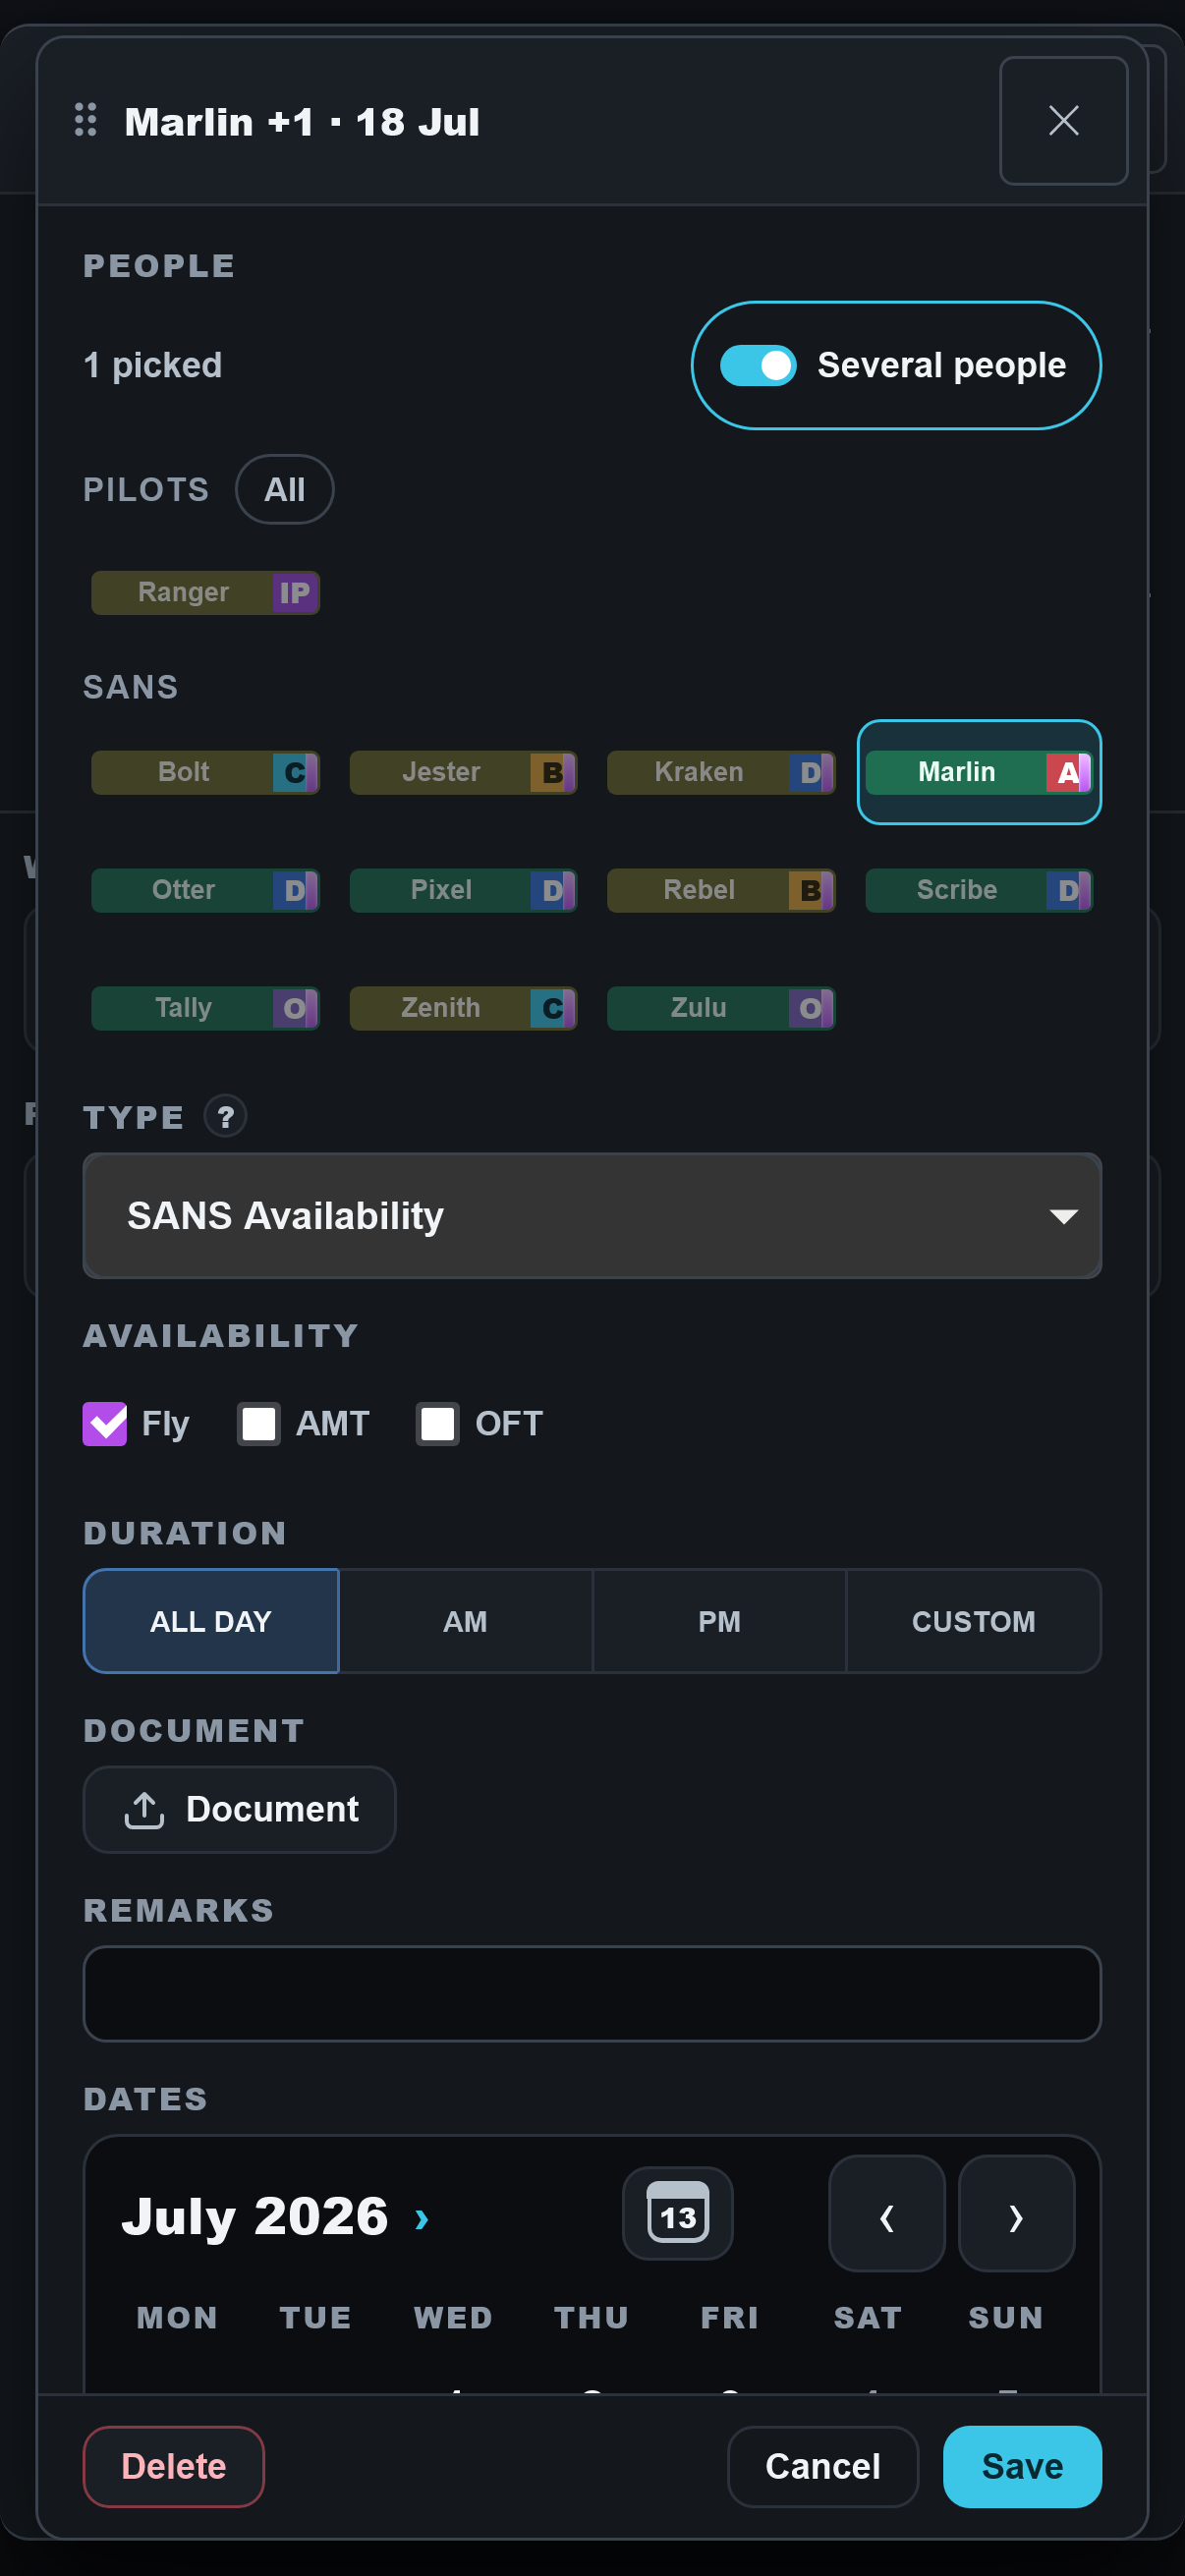 Marlin +1 · 18 Jul
PEOPLE
1 picked
Several people
PILOTS All
Ranger IP
SANS
Bolt C Jester B Kraken D Marlin A
Otter D Pixel D Rebel B Scribe D
Tally O Zenith C Zulu O
TYPE ?
SANS Availability
AVAILABILITY
Fly AMT OFT
DURATION
ALL DAY AM PM CUSTOM
DOCUMENT
Document
REMARKS
DATES
July 2026 › 13 ‹ ›
MON TUE WED THU FRI SAT SUN
Delete Cancel Save